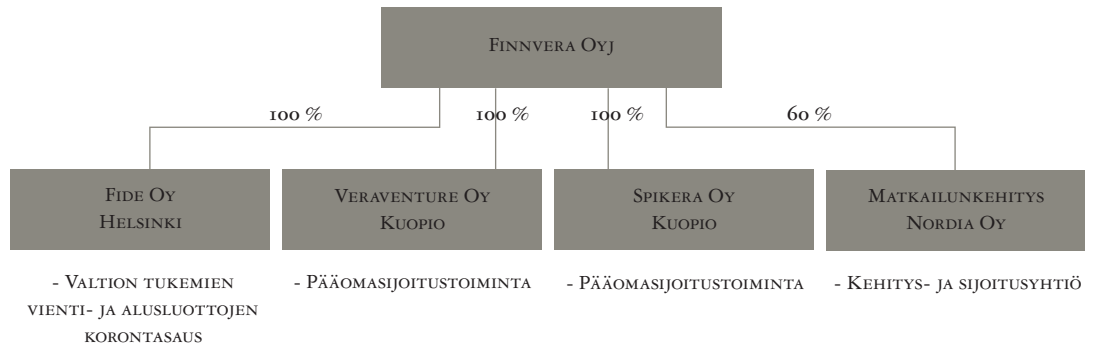 Finnvera Oyj
100 %
100 %
100 %
60 %
Fide Oy
Helsinki
Veraventure Oy
Kuopio
Spikera Oy
Kuopio
Matkailunkehitys
Nordia Oy
- Valtion tukemien
vienti- ja alusluottojen
korontasaus
- Pääomasijoitustoiminta
- Pääomasijoitustoiminta
- Kehitys- ja sijoitusyhtiö